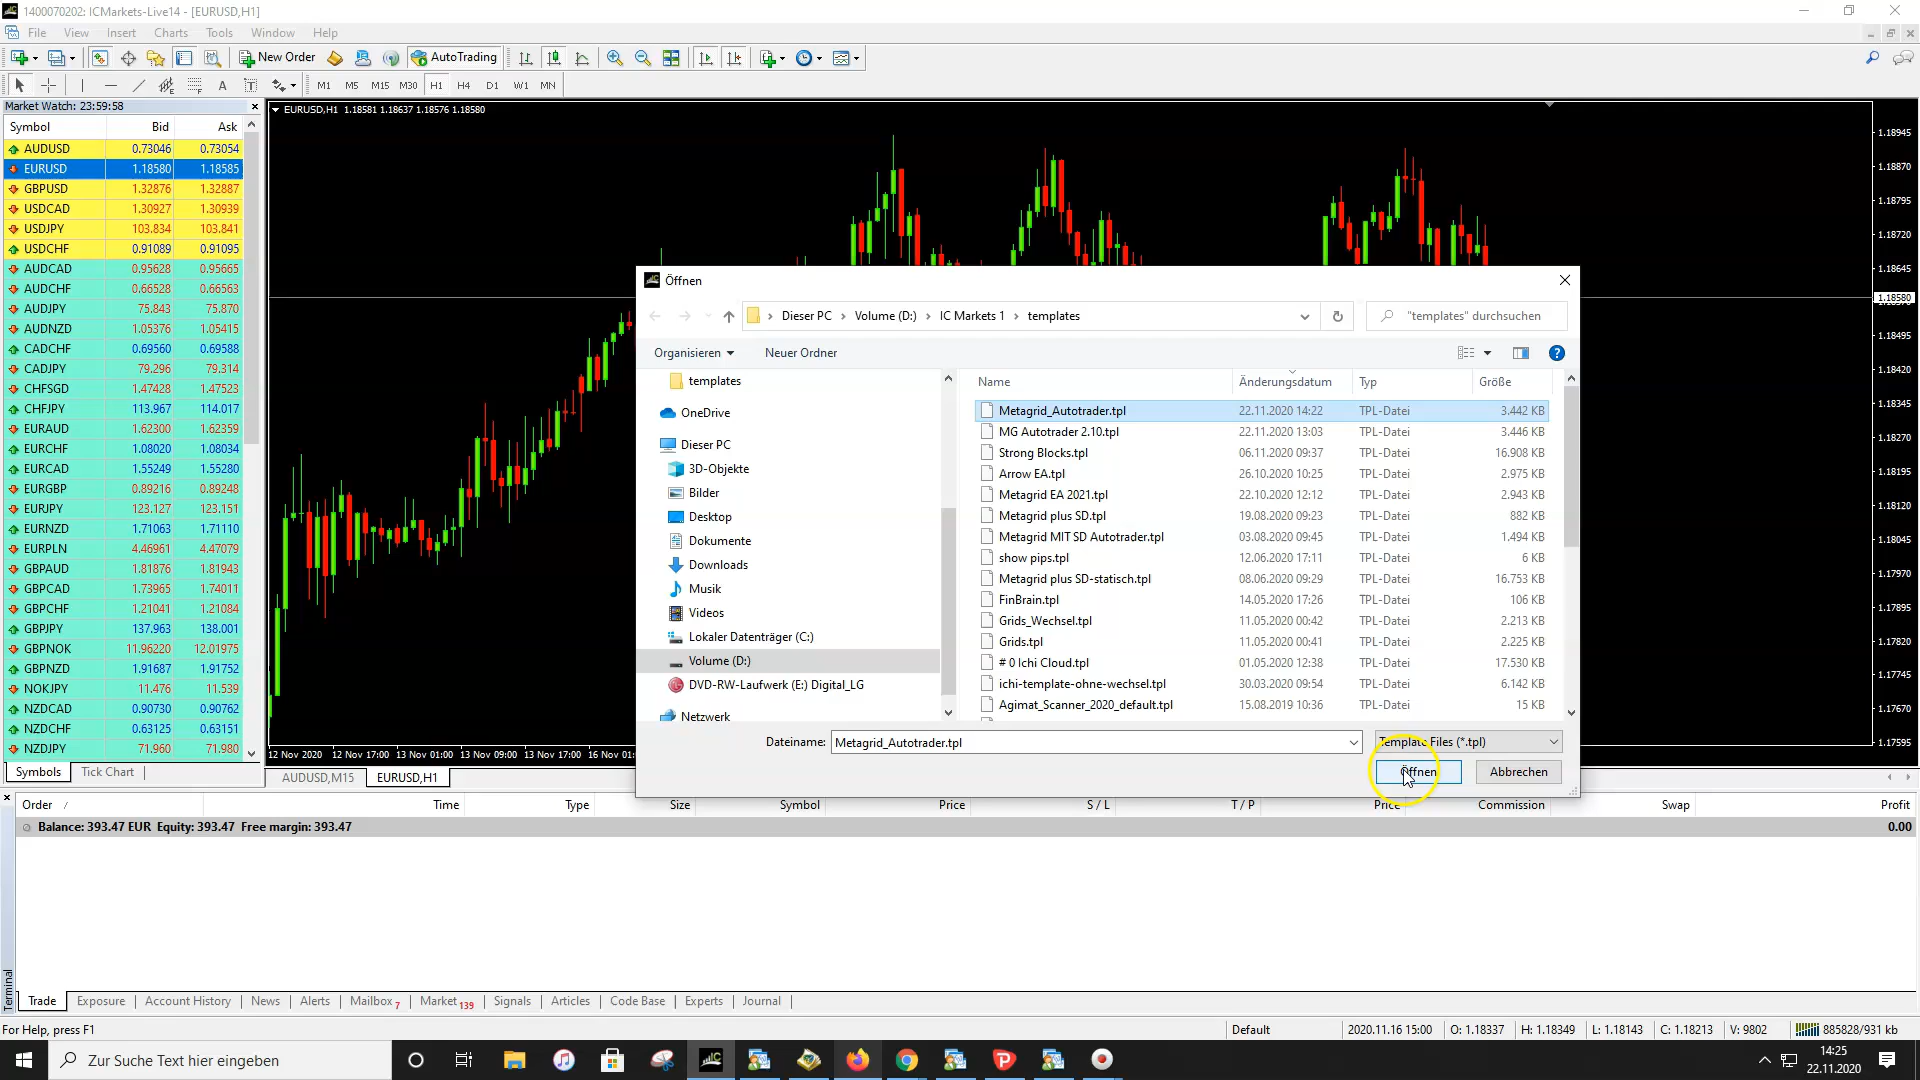 1400070202: ICMarkets-Live14 - [EURUSD,H1]
File View Insert Charts Tools Window Help
New Order AutoTrading
A T M1 M5 M15 M30 H1 H4 D1 W1 MN
Market Watch: 23:59:58
Symbol Bid Ask
AUDUSD 0.73046 0.73054
EURUSD 1.18580 1.18585
GBPUSD 1.32876 1.32887
USDCAD 1.30927 1.30939
USDJPY 103.834 103.841
USDCHF 0.91089 0.91095
AUDCAD 0.95628 0.95665
AUDCHF 0.66528 0.66563
AUDJPY 75.843 75.870
AUDNZD 1.05376 1.05415
CADCHF 0.69560 0.69588
CADJPY 79.296 79.314
CHFSGD 1.47428 1.47523
CHFJPY 113.967 114.017
EURAUD 1.62300 1.62359
EURCHF 1.08020 1.08034
EURCAD 1.55249 1.55280
EURGBP 0.89216 0.89248
EURJPY 123.127 123.151
EURNZD 1.71063 1.71110
EURPLN 4.46961 4.47079
GBPAUD 1.81876 1.81943
GBPCAD 1.73965 1.74011
GBPCHF 1.21041 1.21084
GBPJPY 137.963 138.001
GBPNOK 11.96220 12.01975
GBPNZD 1.91687 1.91752
NOKJPY 11.476 11.539
NZDCAD 0.90730 0.90762
NZDCHF 0.63125 0.63151
NZDJPY 71.960 71.980
Symbols Tick Chart
EURUSD,H1 1.18581 1.18637 1.18576 1.18580
1.18945
1.18870
1.18795
1.18720
1.18645
1.18580
1.18495
1.18420
1.18345
1.18270
1.18195
1.18120
1.18045
1.17970
1.17895
1.17820
1.17745
1.17670
1.17595
12 Nov 2020 12 Nov 17:00 13 Nov 01:00 13 Nov 09:00 13 Nov 17:00 16 Nov 01:
AUDUSD,M15 EURUSD,H1
Öffnen
Dieser PC › Volume (D:) › IC Markets 1 › templates
"templates" durchsuchen
Organisieren Neuer Ordner
templates
OneDrive
Dieser PC
3D-Objekte
Bilder
Desktop
Dokumente
Downloads
Musik
Videos
Lokaler Datenträger (C:)
Volume (D:)
DVD-RW-Laufwerk (E:) Digital_LG
Netzwerk
Name Änderungsdatum Typ Größe
Metagrid_Autotrader.tpl 22.11.2020 14:22 TPL-Datei 3.442 KB
MG Autotrader 2.10.tpl 22.11.2020 13:03 TPL-Datei 3.446 KB
Strong Blocks.tpl 06.11.2020 09:37 TPL-Datei 16.908 KB
Arrow EA.tpl 26.10.2020 10:25 TPL-Datei 2.975 KB
Metagrid EA 2021.tpl 22.10.2020 12:12 TPL-Datei 2.943 KB
Metagrid plus SD.tpl 19.08.2020 09:23 TPL-Datei 882 KB
Metagrid MIT SD Autotrader.tpl 03.08.2020 09:45 TPL-Datei 1.494 KB
show pips.tpl 12.06.2020 17:11 TPL-Datei 6 KB
Metagrid plus SD-statisch.tpl 08.06.2020 09:29 TPL-Datei 16.753 KB
FinBrain.tpl 14.05.2020 17:26 TPL-Datei 106 KB
Grids_Wechsel.tpl 11.05.2020 00:42 TPL-Datei 2.213 KB
Grids.tpl 11.05.2020 00:41 TPL-Datei 2.225 KB
# 0 Ichi Cloud.tpl 01.05.2020 12:38 TPL-Datei 17.530 KB
ichi-template-ohne-wechsel.tpl 30.03.2020 09:54 TPL-Datei 6.142 KB
Agimat_Scanner_2020_default.tpl 15.08.2019 10:36 TPL-Datei 15 KB
Dateiname: Metagrid_Autotrader.tpl Template Files (*.tpl)
Öffnen Abbrechen
Order / Time Type Size Symbol Price S / L T / P Price Commission Swap Profit
Balance: 393.47 EUR Equity: 393.47 Free margin: 393.47 0.00
Terminal
Trade Exposure Account History News Alerts Mailbox 7 Market 139 Signals Articles Code Base Experts Journal
For Help, press F1 Default 2020.11.16 15:00 O: 1.18337 H: 1.18349 L: 1.18143 C: 1.18213 V: 9802 885828/931 kb
Zur Suche Text hier eingeben
14:25
22.11.2020